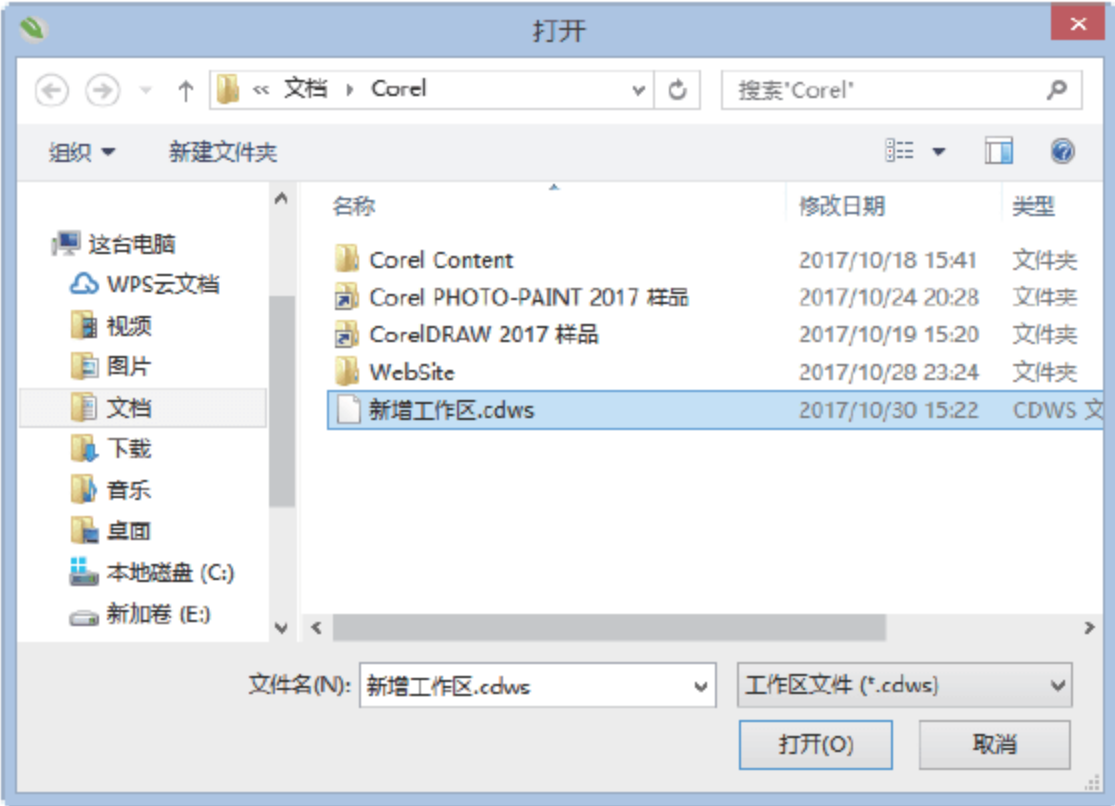 打开
« 文档 › Corel
搜索"Corel"
组织
新建文件夹
名称 修改日期 类型
这台电脑
WPS云文档
视频
图片
文档
下载
音乐
桌面
本地磁盘 (C:)
新加卷 (E:)
Corel Content 2017/10/18 15:41 文件夹
Corel PHOTO-PAINT 2017 样品 2017/10/24 20:28 文件夹
CorelDRAW 2017 样品 2017/10/19 15:20 文件夹
WebSite 2017/10/28 23:24 文件夹
新增工作区.cdws 2017/10/30 15:22 CDWS 文
文件名(N): 新增工作区.cdws 工作区文件 (*.cdws)
打开(O) 取消